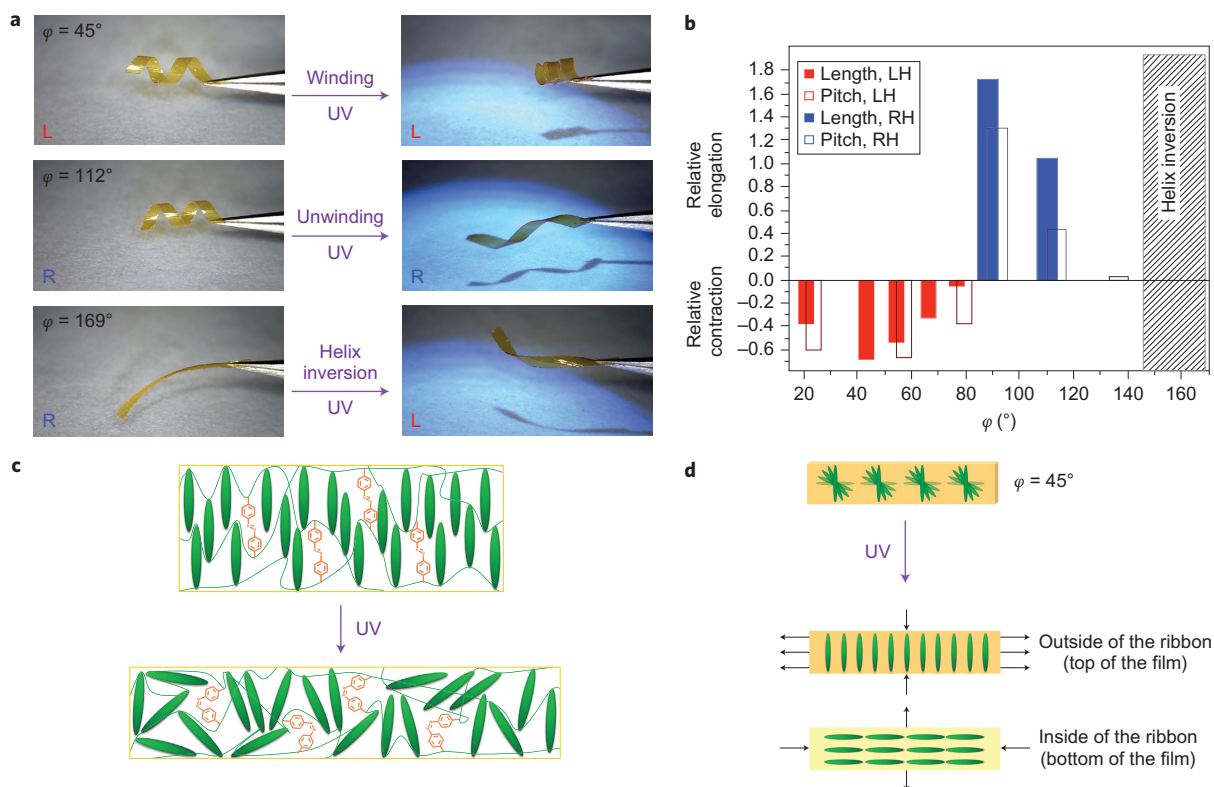 a
φ = 45°
L
Winding
UV
φ = 112°
R
Unwinding
UV
R
φ = 169°
R
Helix
inversion
UV
L
b
Relative
elongation
Relative
contraction
1.8
1.6
1.4
1.2
1.0
0.8
0.6
0.4
0.2
0.0
–0.2
–0.4
–0.6
Length, LH
Pitch, LH
Length, RH
Pitch, RH
Helix inversion
20 40 60 80 100 120 140 160
φ (°)
c
UV
d
φ = 45°
UV
Outside of the ribbon
(top of the film)
Inside of the ribbon
(bottom of the film)